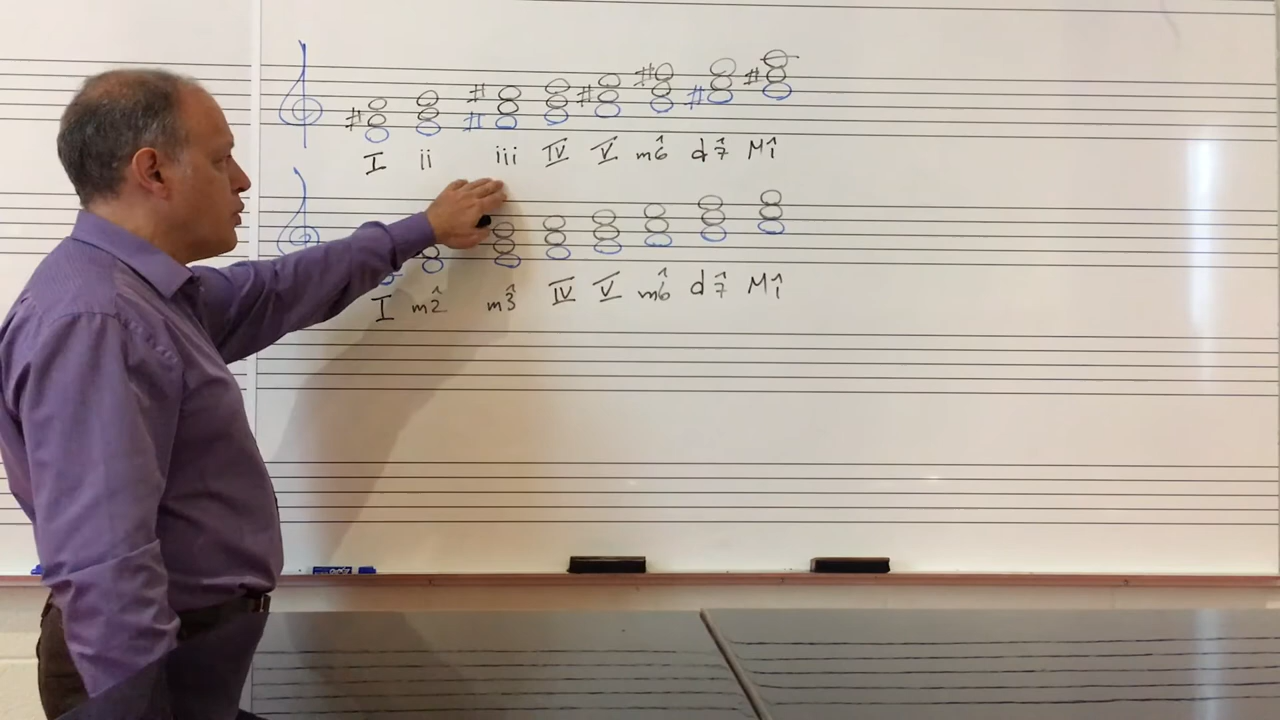 I ii iii IV V m6̂ d7̂ M1̂
I m2̂ m3̂ IV V m6̂ d7̂ M1̂